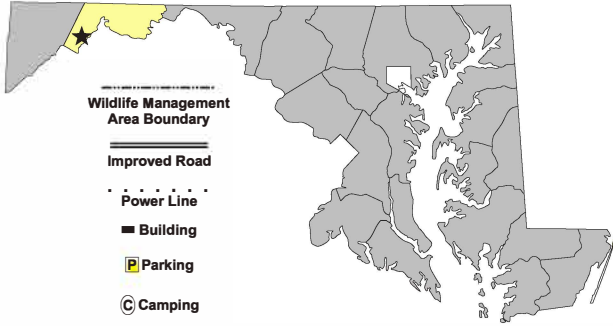 Wildlife Management
Area Boundary
Improved Road
Power Line
Building
P Parking
C Camping